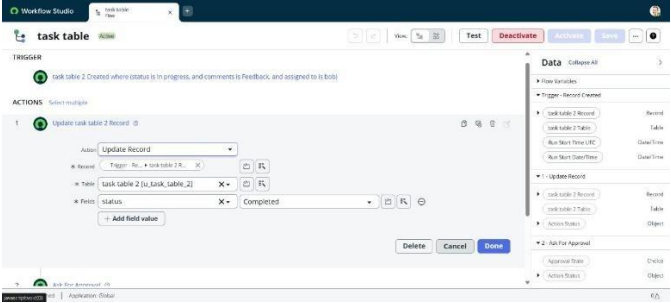 Workflow Studio
task table
Flow
task table Active
View:
Test
Deactivate
Activate
Save
TRIGGER
task table 2 Created where (status is in progress, and comments is Feedback, and assigned to is bob)
ACTIONS Select multiple
1 Update task table 2 Record
Action Update Record
* Record Trigger - Re... ▸ task table 2 R... X
* Table task table 2 [u_task_table_2] X
* Fields status X Completed
+ Add field value
Delete Cancel Done
2 Ask For Approval
Application: Global
Data Collapse All
Flow Variables
Trigger - Record Created
task table 2 Record Record
task table 2 Table Table
Run Start Time UTC Date/Time
Run Start Date/Time Date/Time
1 - Update Record
task table 2 Record Record
task table 2 Table Table
Action Status Object
2 - Ask For Approval
Approval State Choice
Action Status Object